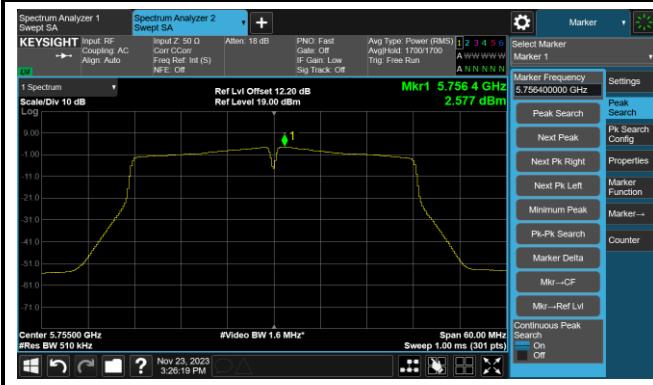 Spectrum Analyzer 1
Swept SA
Spectrum Analyzer 2
Swept SA
+
Marker
KEYSIGHT
Input: RF
Coupling: AC
Align: Auto
Input Z: 50 Ω
Corr CCorr
Freq Ref: Int (S)
NFE: Off
Atten: 18 dB
PNO: Fast
Gate: Off
IF Gain: Low
Sig Track: Off
Avg Type: Power (RMS)
Avg|Hold: 1700/1700
Trig: Free Run
1 2 3 4 5 6
A W W W W W
A N N N N N
Select Marker
Marker 1
1 Spectrum
Scale/Div 10 dB
Log
Ref Lvl Offset 12.20 dB
Ref Level 19.00 dBm
Mkr1 5.756 4 GHz
2.577 dBm
1
9.00
-1.00
-11.0
-21.0
-31.0
-41.0
-51.0
-61.0
-71.0
Center 5.75500 GHz
#Res BW 510 kHz
#Video BW 1.6 MHz*
Span 60.00 MHz
Sweep 1.00 ms (301 pts)
Marker Frequency
5.756400000 GHz
Peak Search
Next Peak
Next Pk Right
Next Pk Left
Minimum Peak
Pk-Pk Search
Marker Delta
Mkr→CF
Mkr→Ref Lvl
Continuous Peak
Search
On
Off
Settings
Peak
Search
Pk Search
Config
Properties
Marker
Function
Marker→
Counter
?
Nov 23, 2023
3:26:19 PM